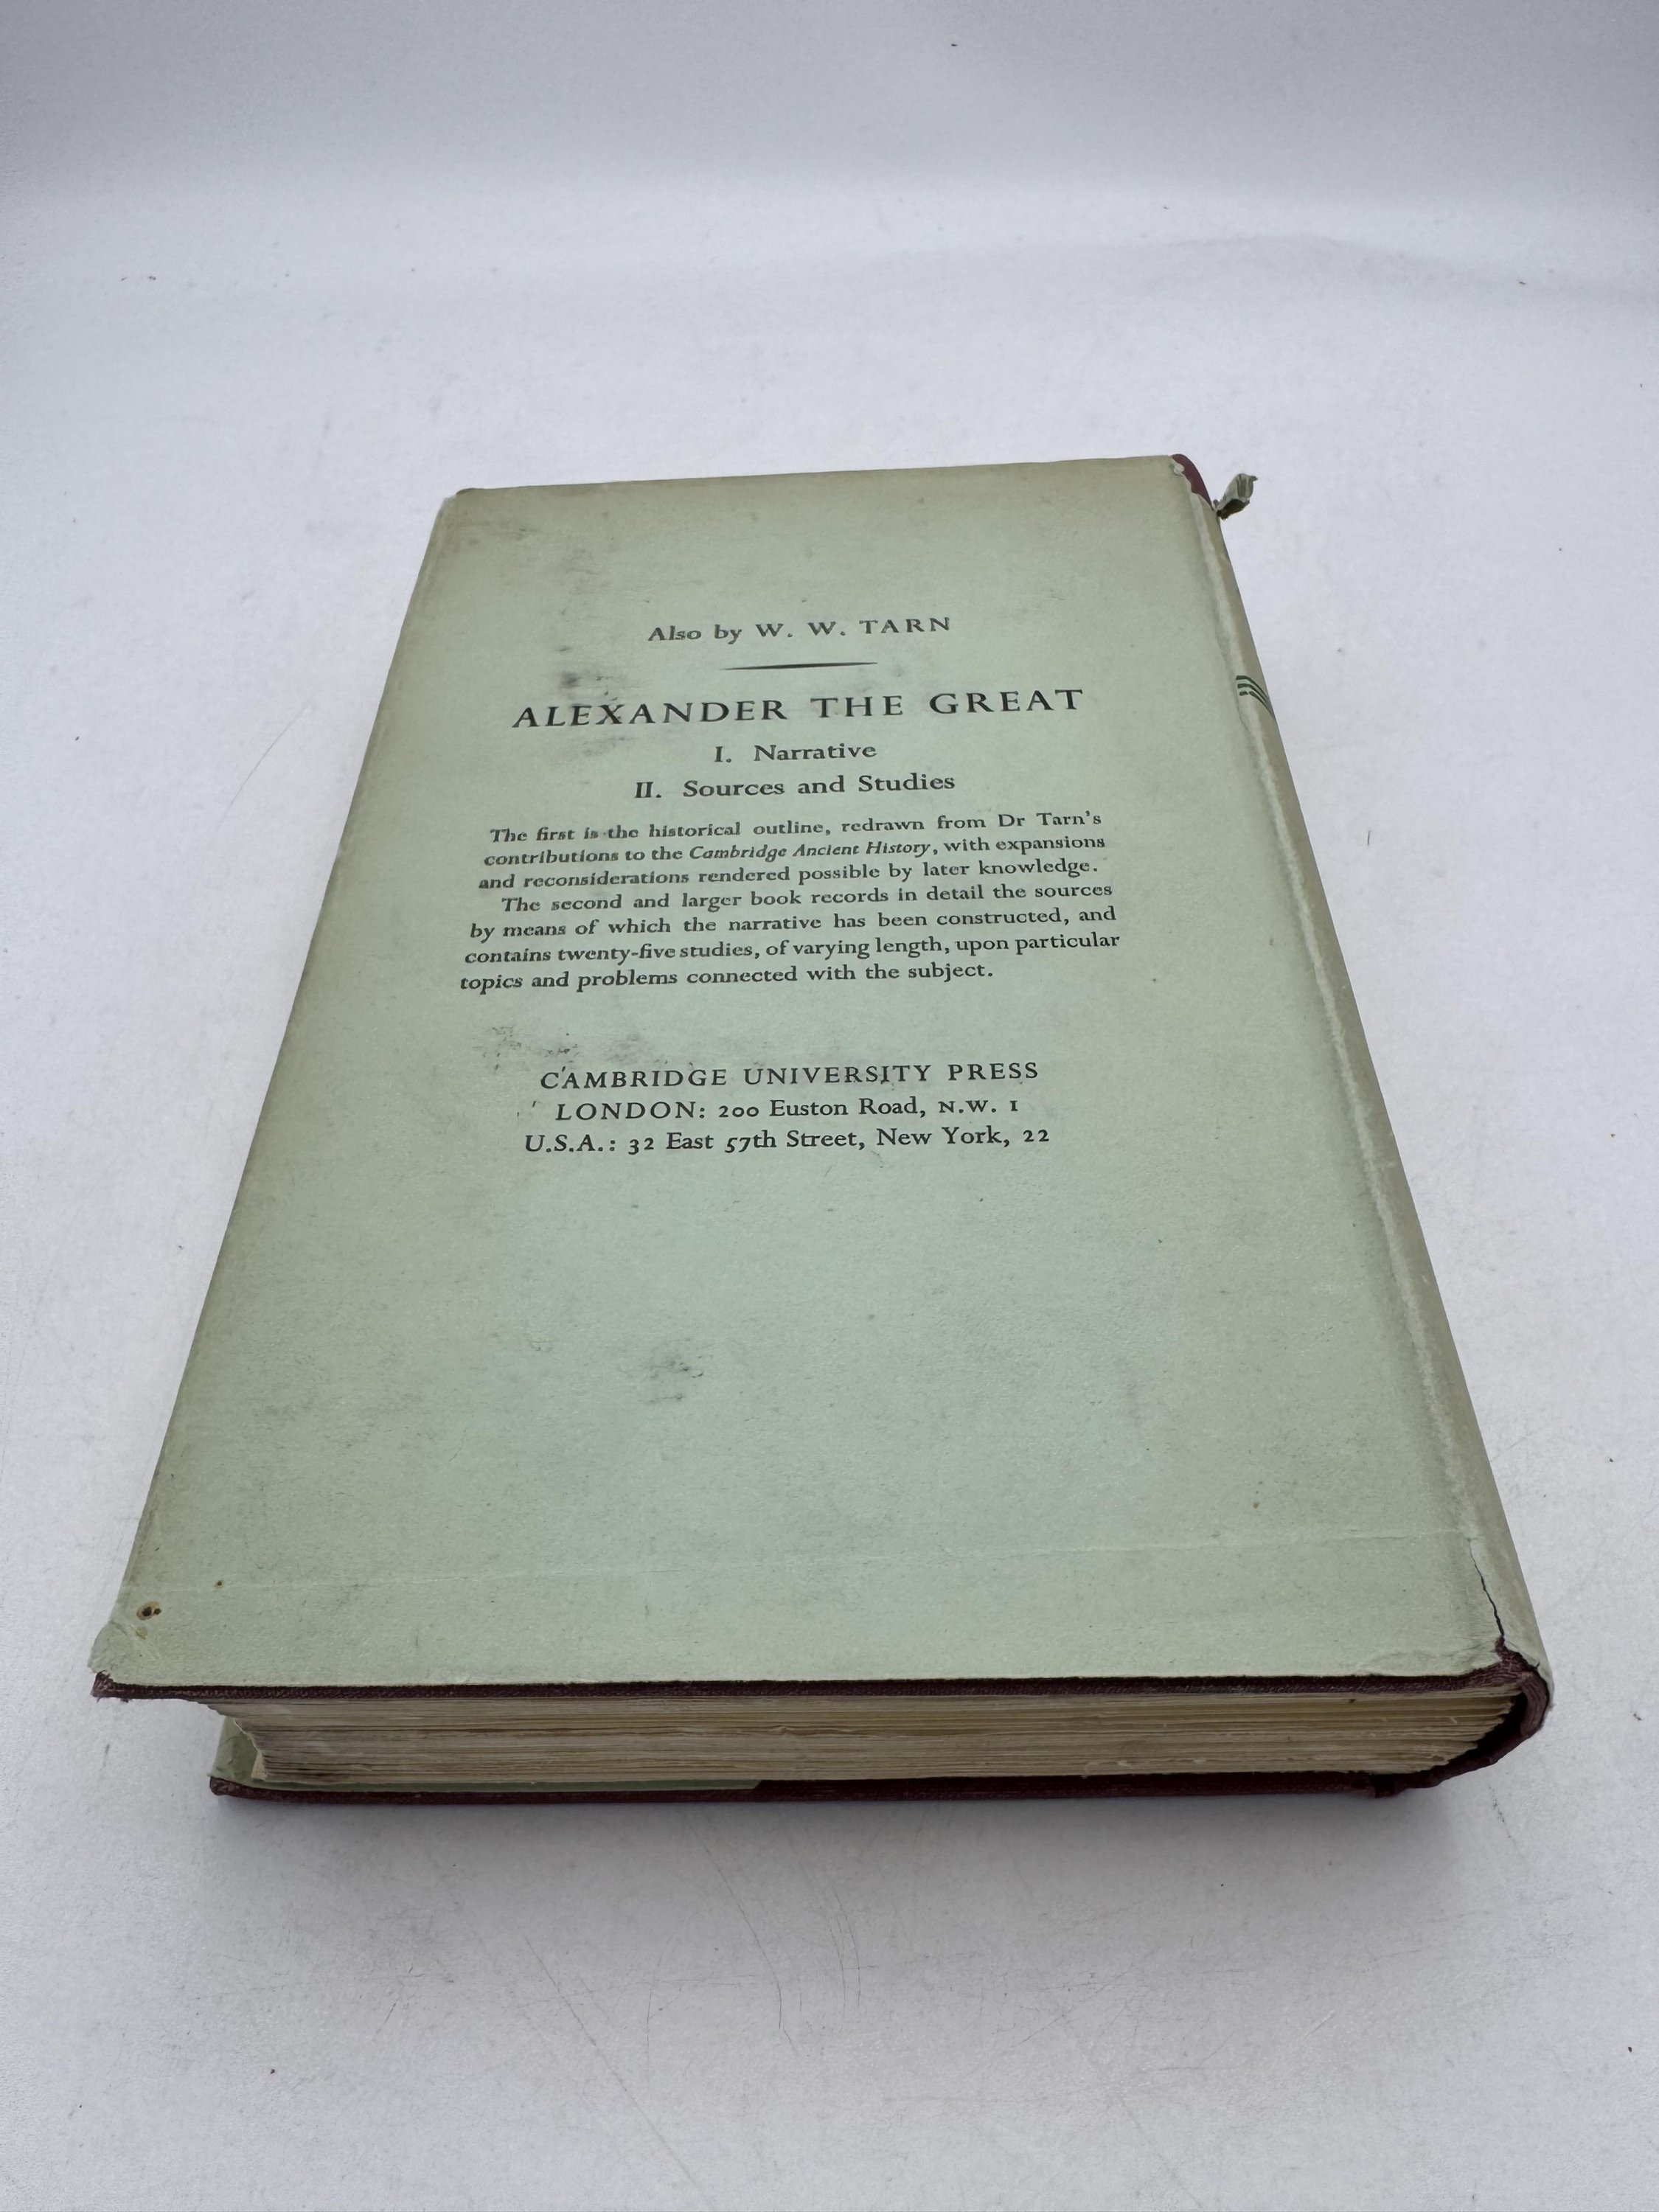 Also by W. W. TARN
ALEXANDER THE GREAT
I. Narrative
II. Sources and Studies
The first is the historical outline, redrawn from Dr Tarn's
contributions to the Cambridge Ancient History, with expansions
and reconsiderations rendered possible by later knowledge.
The second and larger book records in detail the sources
by means of which the narrative has been constructed, and
contains twenty-five studies, of varying length, upon particular
topics and problems connected with the subject.
CAMBRIDGE UNIVERSITY PRESS
LONDON: 200 Euston Road, N.W. 1
U.S.A.: 32 East 57th Street, New York, 22